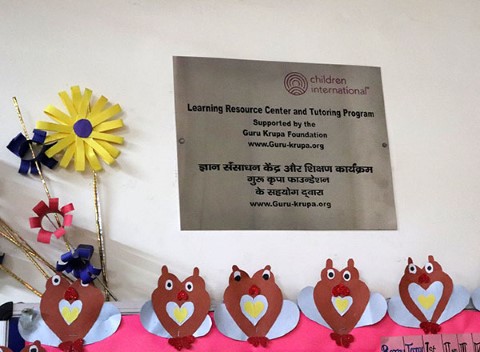 children
international
Learning Resource Center and Tutoring Program
Supported by the
Guru Krupa Foundation
www.Guru-krupa.org
ज्ञान सँसाधन केंद्र और शिक्षण कार्यक्रम
गुरू कृपा फाउन्डेशन
के सहयोग द्वारा
www.Guru-krupa.org